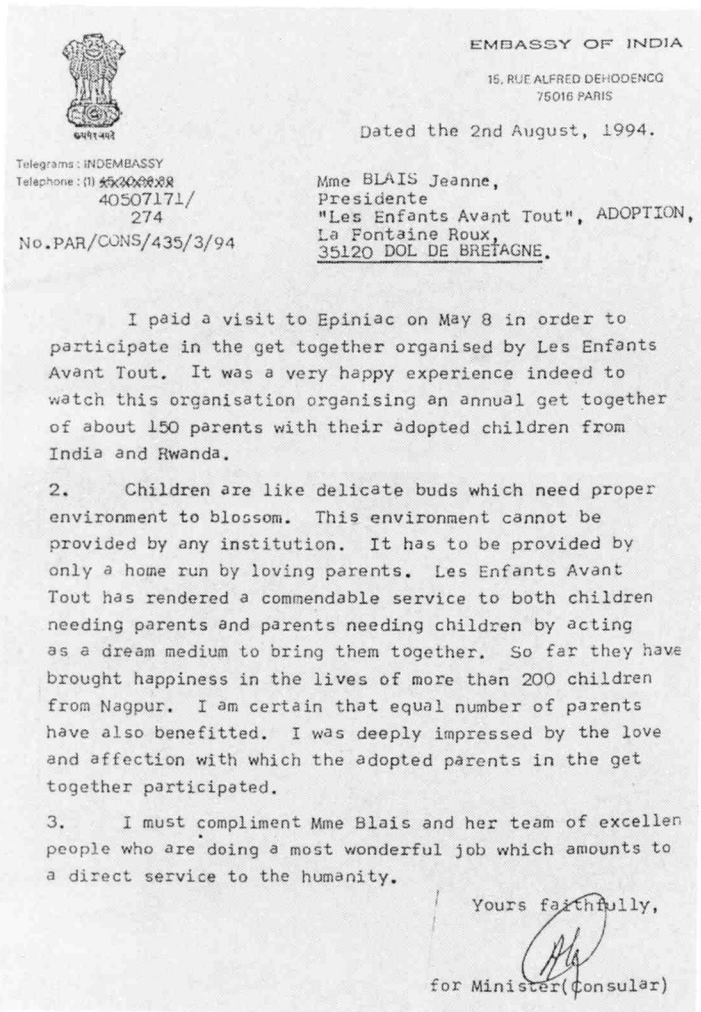 EMBASSY OF INDIA
15, RUE ALFRED DEHODENCQ
75016 PARIS
सत्यमेव जयते
Dated the 2nd August, 1994.
Telegrams : INDEMBASSY
Telephone : (1)
40507171/
274
No.PAR/CONS/435/3/94
Mme BLAIS Jeanne,
Presidente
"Les Enfants Avant Tout", ADOPTION,
La Fontaine Roux,
35120 DOL DE BRETAGNE.
I paid a visit to Epiniac on May 8 in order to
participate in the get together organised by Les Enfants
Avant Tout. It was a very happy experience indeed to
watch this organisation organising an annual get together
of about 150 parents with their adopted children from
India and Rwanda.
2. Children are like delicate buds which need proper
environment to blossom. This environment cannot be
provided by any institution. It has to be provided by
only a home run by loving parents. Les Enfants Avant
Tout has rendered a commendable service to both children
needing parents and parents needing children by acting
as a dream medium to bring them together. So far they have
brought happiness in the lives of more than 200 children
from Nagpur. I am certain that equal number of parents
have also benefitted. I was deeply impressed by the love
and affection with which the adopted parents in the get
together participated.
3. I must compliment Mme Blais and her team of excellen
people who are doing a most wonderful job which amounts to
a direct service to the humanity.
Yours faithfully,
for Minister(Consular)